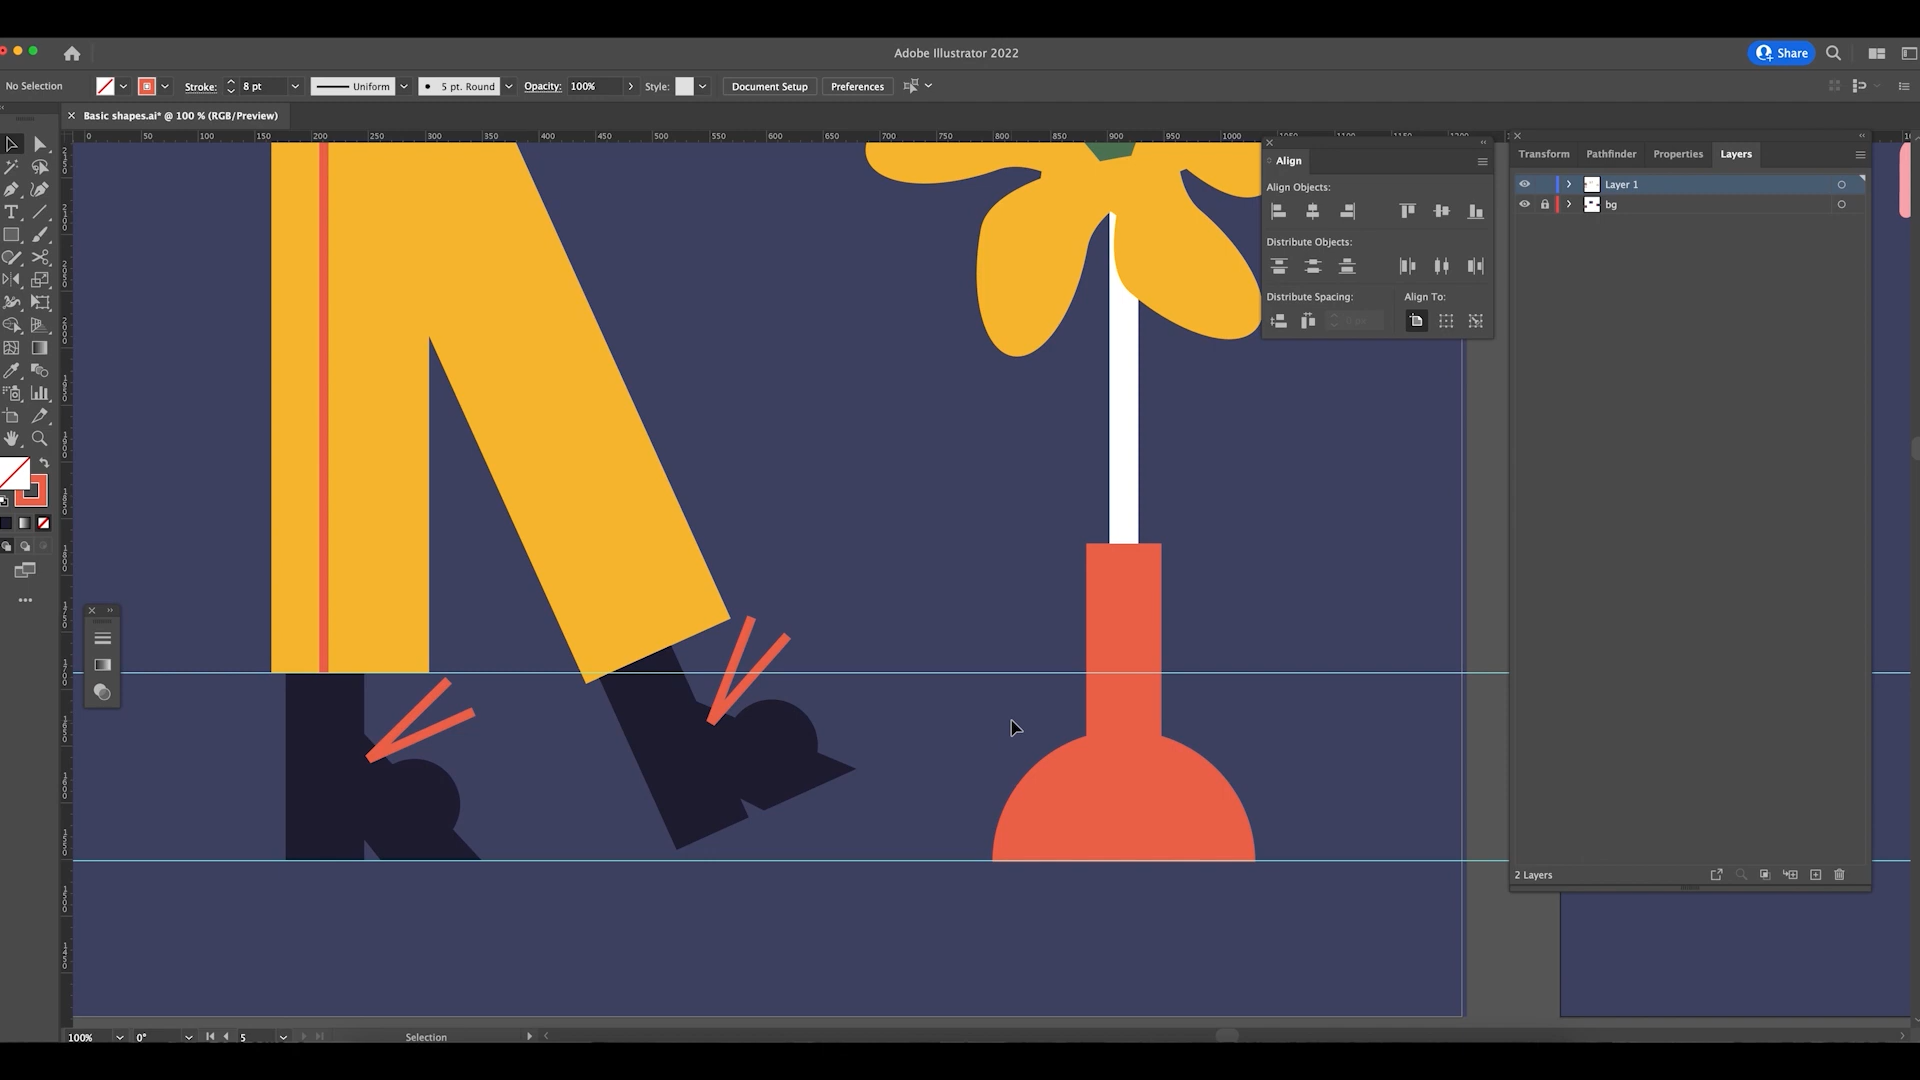 Adobe Illustrator 2022
Share
No Selection
Stroke: 8 pt
Uniform
5 pt. Round
Opacity: 100%
Style:
Document Setup
Preferences
Basic shapes.ai* @ 100 % (RGB/Preview)
0 50 100 150 200 250 300 350 400 450 500 550 600 650 700 750 800 850 900 950 1000
Align
Align Objects:
Distribute Objects:
Distribute Spacing:
Align To:
Transform
Pathfinder
Properties
Layers
Layer 1
bg
2 Layers
100%
0°
5
Selection